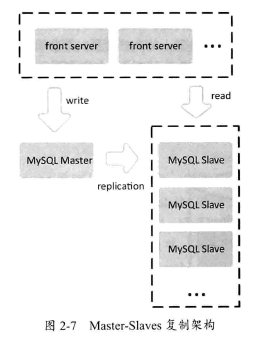 front server
front server
...
write
read
MySQL Master
replication
MySQL Slave
MySQL Slave
MySQL Slave
...
图 2-7 Master-Slaves 复制架构